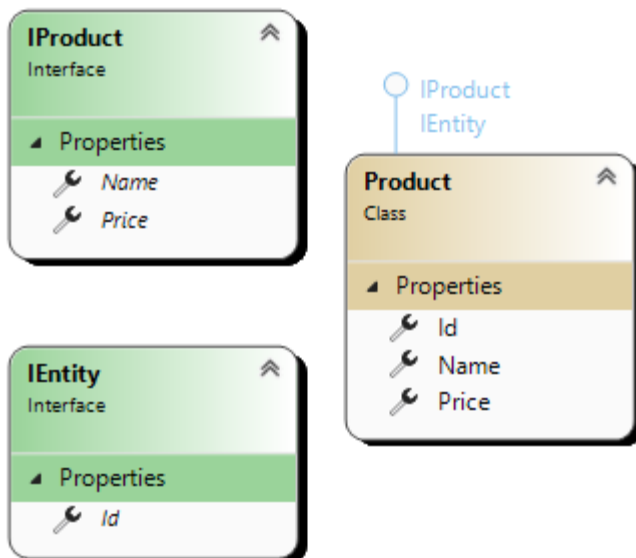 IProduct
Interface
Properties
Name
Price
IEntity
Interface
Properties
Id
IProduct
IEntity
Product
Class
Properties
Id
Name
Price